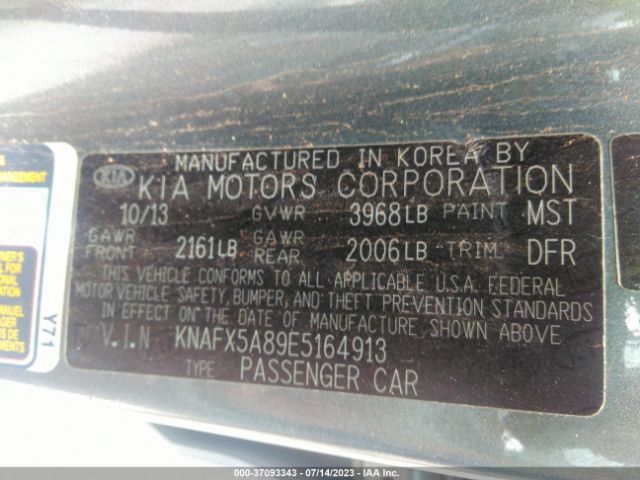 MANUFACTURED IN KOREA BY
KIA KIA MOTORS CORPORATION
10/13 GVWR 3968LB PAINT MST
GAWR FRONT 2161LB GAWR REAR 2006LB TRIM DFR
THIS VEHICLE CONFORMS TO ALL APPLICABLE U.S.A. FEDERAL
MOTOR VEHICLE SAFETY, BUMPER, AND THEFT PREVENTION STANDARDS
IN EFFECT ON THE DATE OF MANUFACTURE, SHOWN ABOVE
V.I.N KNAFX5A89E5164913
TYPE PASSENGER CAR
Y71
000-37093343 - 07/14/2023 - IAA Inc.